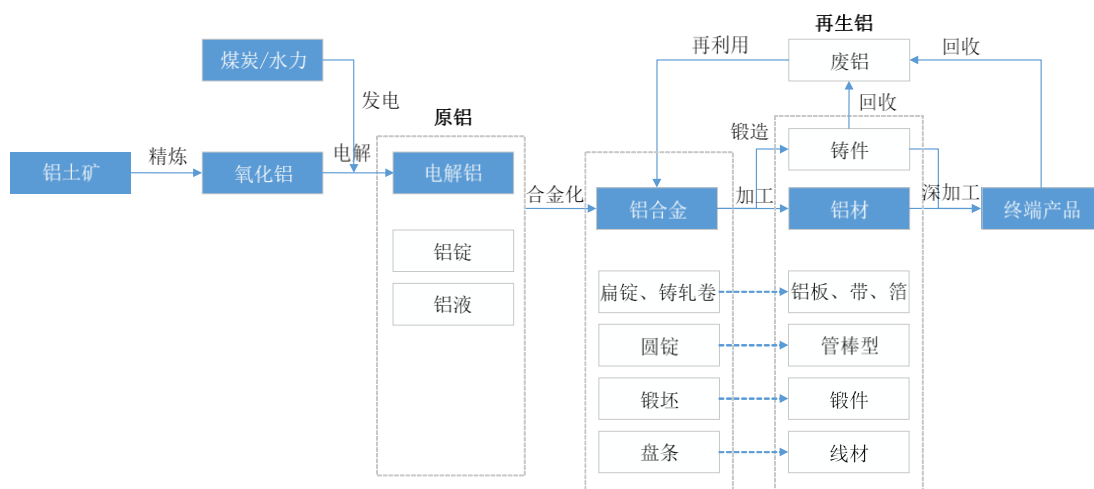 再生铝
煤炭/水力
再利用
废铝
回收
发电
回收
原铝
锻造
铸件
铝土矿
精炼
氧化铝
电解
电解铝
合金化
铝合金
加工
铝材
深加工
终端产品
铝锭
铝液
扁锭、铸轧卷
铝板、带、箔
圆锭
管棒型
锻坯
锻件
盘条
线材